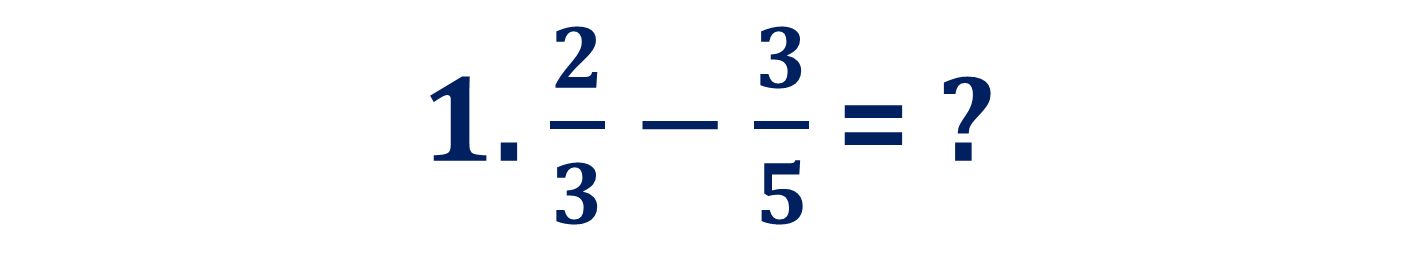 1. 2/3 − 3/5 = ?